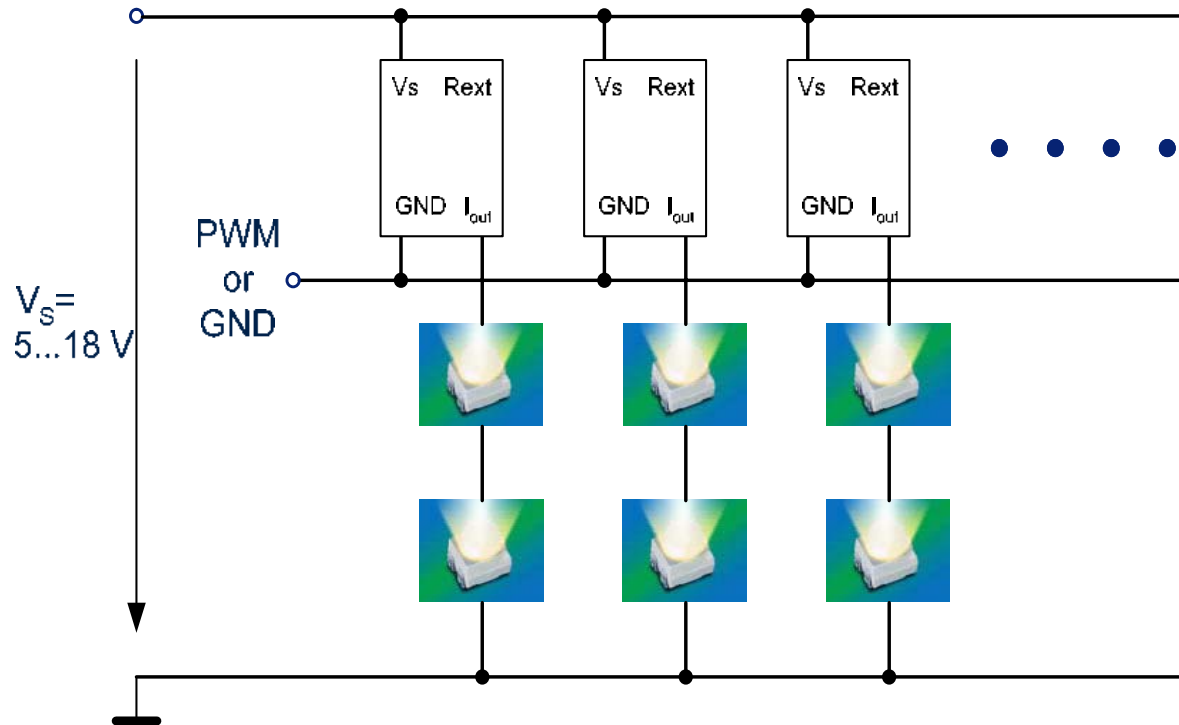 Vs Rext
GND Iout
Vs Rext
GND Iout
Vs Rext
GND Iout
PWM
or
GND
VS=
5...18 V